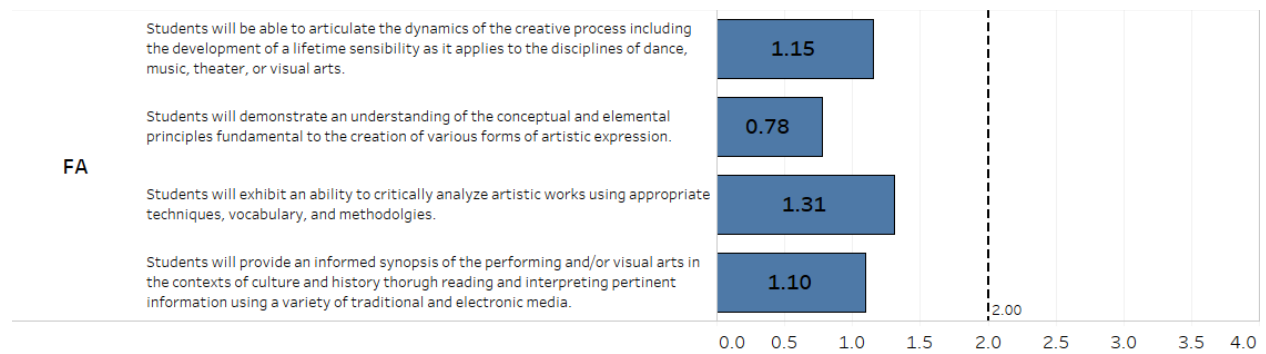 Students will be able to articulate the dynamics of the creative process including
the development of a lifetime sensibility as it applies to the disciplines of dance,
music, theater, or visual arts.
1.15
Students will demonstrate an understanding of the conceptual and elemental
principles fundamental to the creation of various forms of artistic expression.
0.78
FA
Students will exhibit an ability to critically analyze artistic works using appropriate
techniques, vocabulary, and methodolgies.
1.31
Students will provide an informed synopsis of the performing and/or visual arts in
the contexts of culture and history thorugh reading and interpreting pertinent
information using a variety of traditional and electronic media.
1.10
2.00
0.0 0.5 1.0 1.5 2.0 2.5 3.0 3.5 4.0